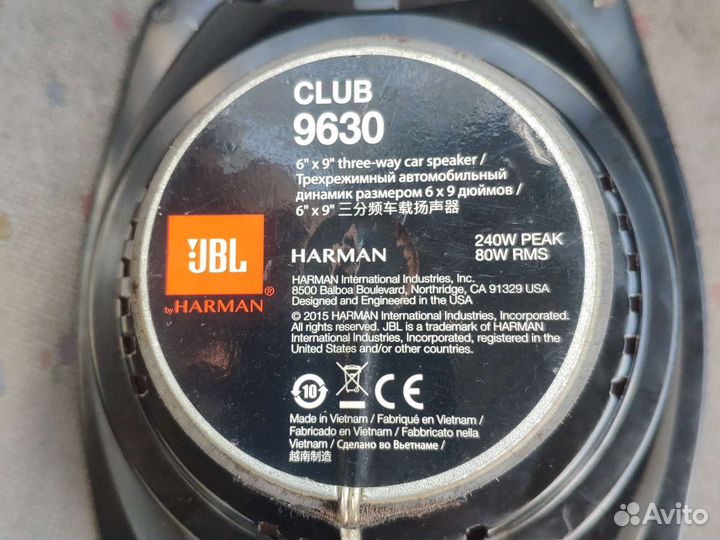 CLUB
9630
6" x 9" three-way car speaker /
Трехрежимный автомобильный
динамик размером 6 x 9 дюймов /
6" x 9" 三分频车载扬声器
JBL
by HARMAN®
HARMAN
240W PEAK
80W RMS
HARMAN International Industries, Inc.
8500 Balboa Boulevard, Northridge, CA 91329 USA
Designed and Engineered in the USA
© 2015 HARMAN International Industries, Incorporated.
All rights reserved. JBL is a trademark of HARMAN
International Industries, Incorporated, registered in the
United States and/or other countries.
10
CE
Made in Vietnam / Fabriqué en Vietnam /
Fabricado en Vietnam / Fabbricato nella
Vietnam / Сделано во Вьетнаме /
越南制造
Avito